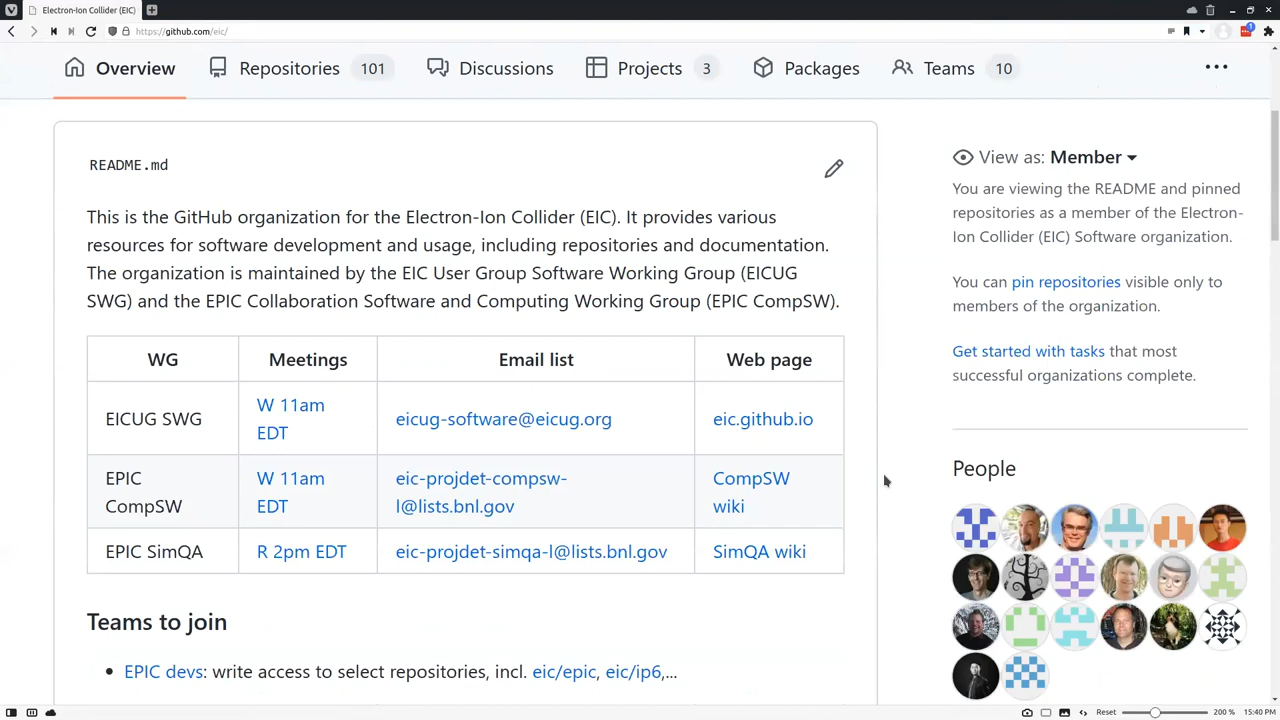 Electron-Ion Collider (EIC)
https://github.com/eic/
1
Overview
Repositories 101
Discussions
Projects 3
Packages
Teams 10
README.md
This is the GitHub organization for the Electron-Ion Collider (EIC). It provides various
resources for software development and usage, including repositories and documentation.
The organization is maintained by the EIC User Group Software Working Group (EICUG
SWG) and the EPIC Collaboration Software and Computing Working Group (EPIC CompSW).
WG Meetings Email list Web page
EICUG SWG
W 11am
EDT
eicug-software@eicug.org
eic.github.io
EPIC
CompSW
W 11am
EDT
eic-projdet-compsw-
l@lists.bnl.gov
CompSW
wiki
EPIC SimQA
R 2pm EDT
eic-projdet-simqa-l@lists.bnl.gov
SimQA wiki
Teams to join
• EPIC devs: write access to select repositories, incl. eic/epic, eic/ip6,...
View as: Member
You are viewing the README and pinned
repositories as a member of the Electron-
Ion Collider (EIC) Software organization.
You can pin repositories visible only to
members of the organization.
Get started with tasks that most
successful organizations complete.
People
Reset
200 %
15:40 PM